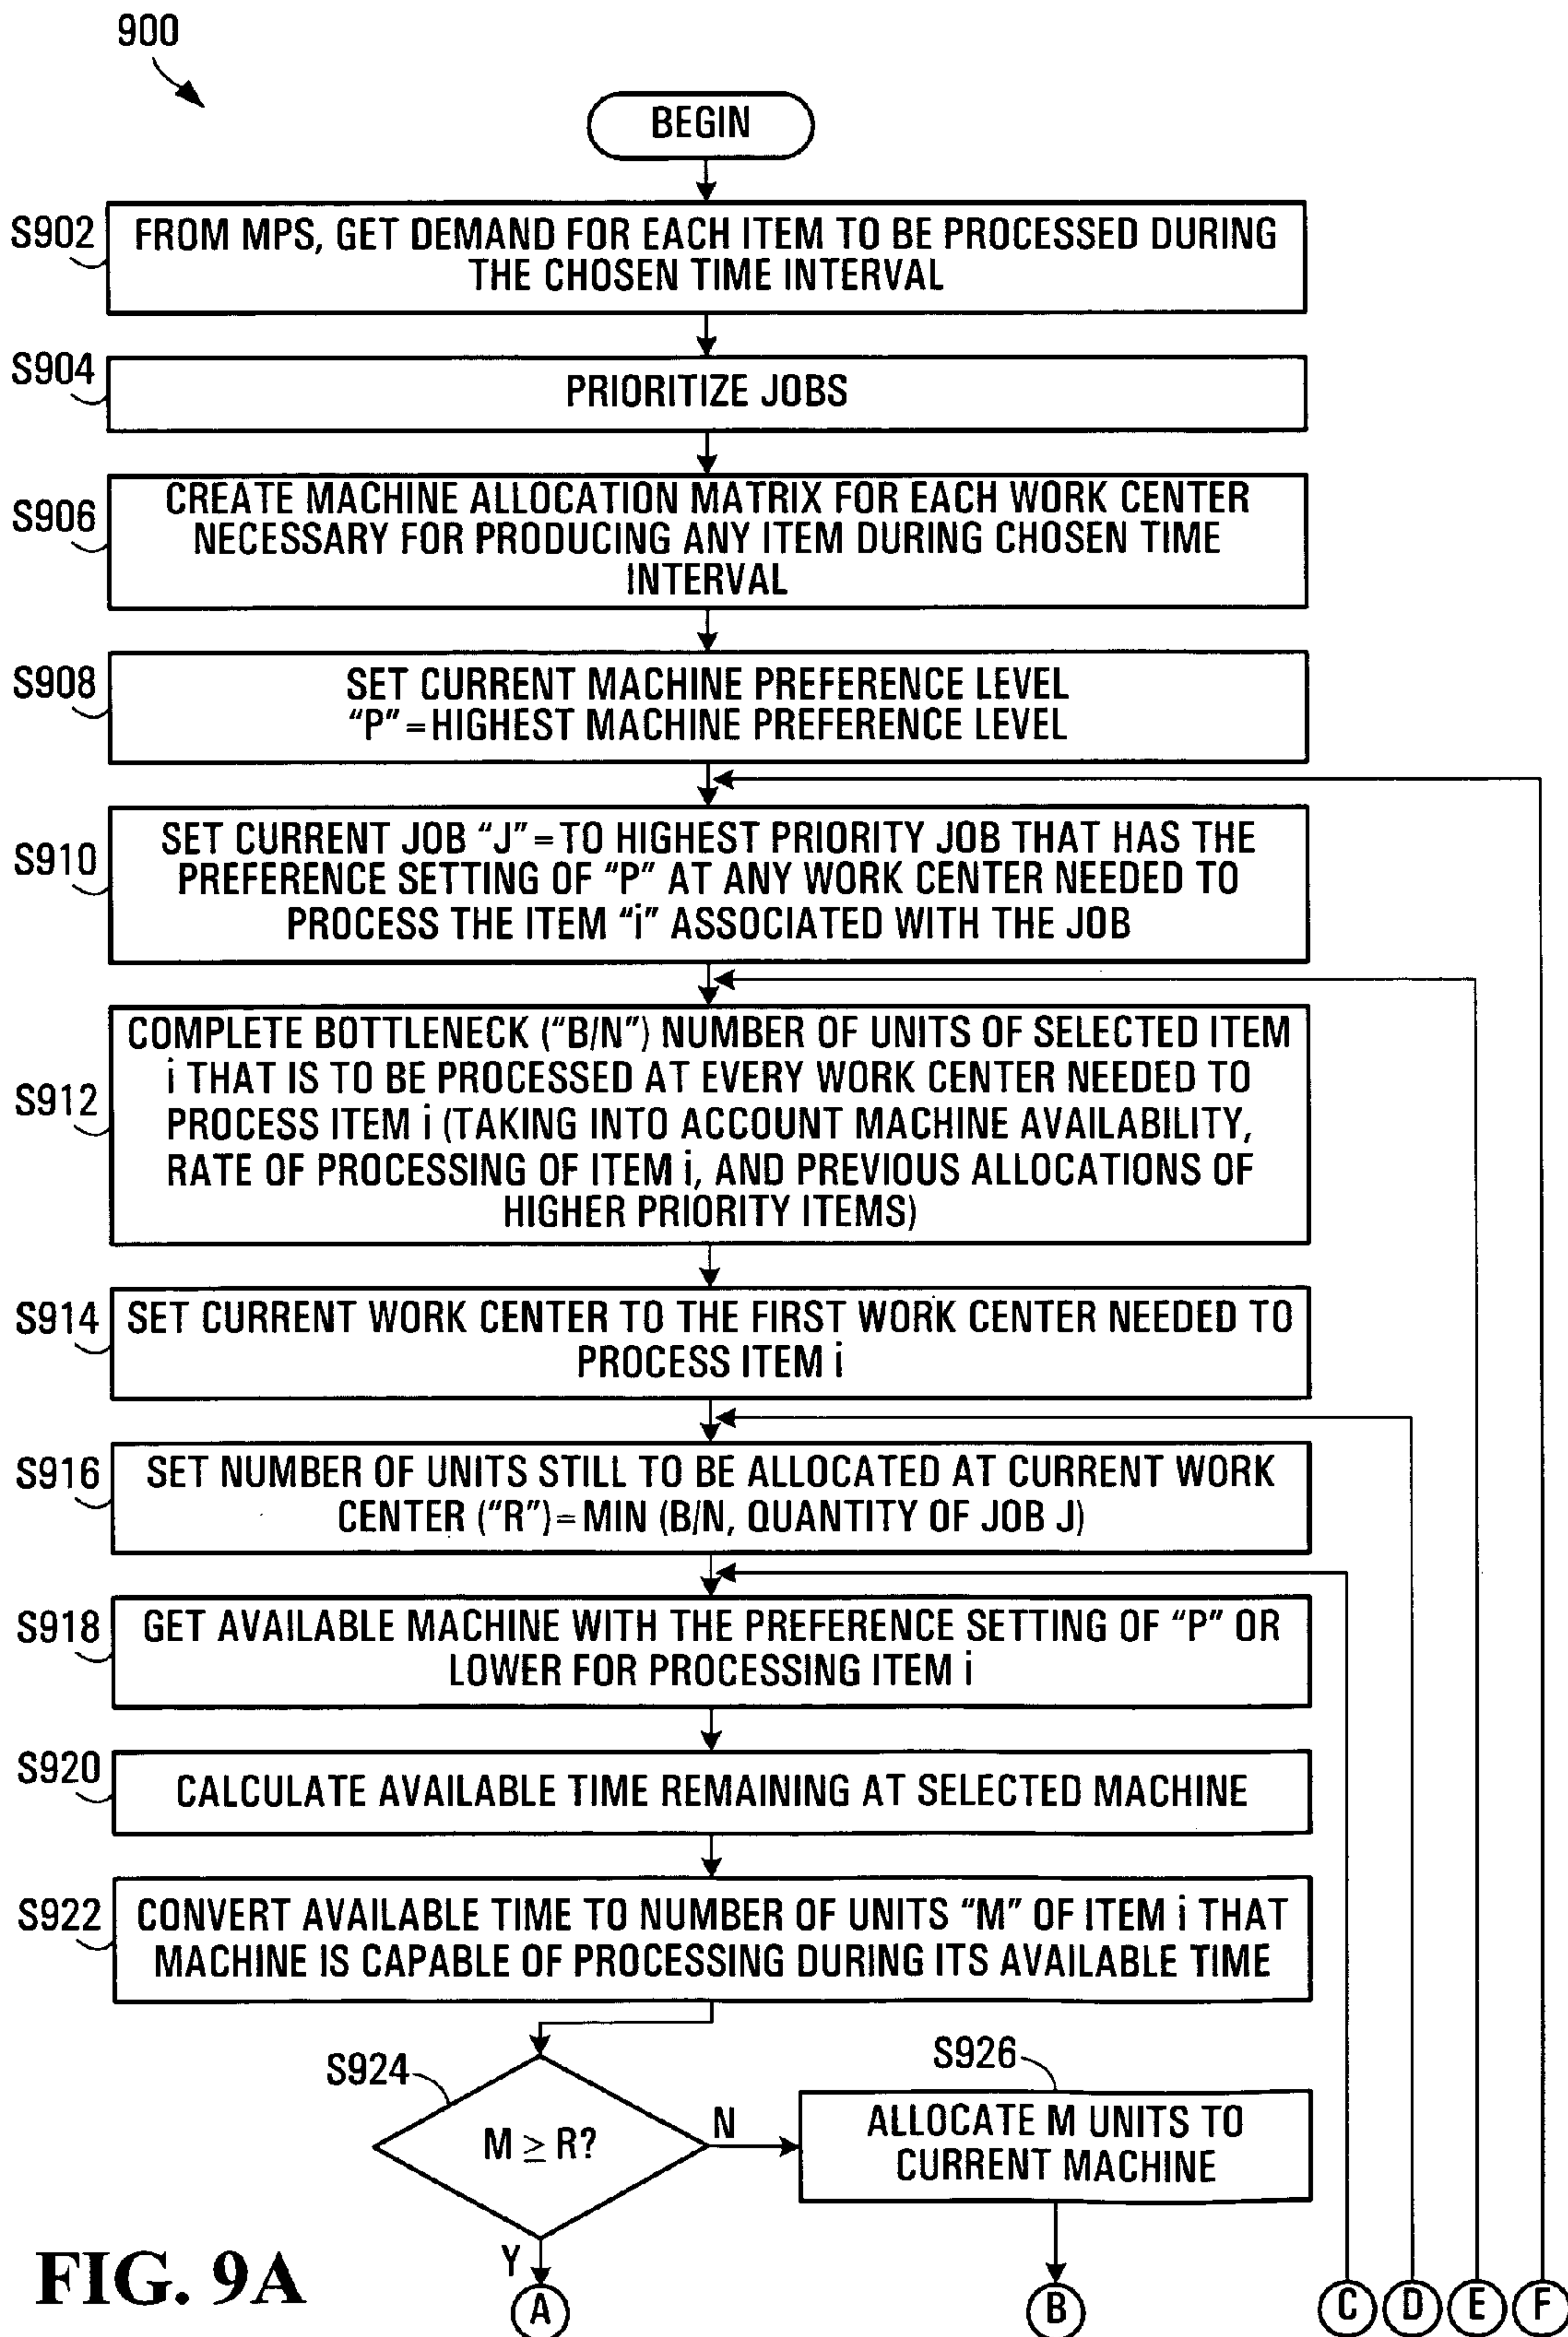 900
BEGIN
S902
FROM MPS, GET DEMAND FOR EACH ITEM TO BE PROCESSED DURING
THE CHOSEN TIME INTERVAL
S904
PRIORITIZE JOBS
S906
CREATE MACHINE ALLOCATION MATRIX FOR EACH WORK CENTER
NECESSARY FOR PRODUCING ANY ITEM DURING CHOSEN TIME
INTERVAL
S908
SET CURRENT MACHINE PREFERENCE LEVEL
“P” = HIGHEST MACHINE PREFERENCE LEVEL
S910
SET CURRENT JOB “J” = TO HIGHEST PRIORITY JOB THAT HAS THE
PREFERENCE SETTING OF “P” AT ANY WORK CENTER NEEDED TO
PROCESS THE ITEM “i” ASSOCIATED WITH THE JOB
S912
COMPLETE BOTTLENECK (“B/N”) NUMBER OF UNITS OF SELECTED ITEM
i THAT IS TO BE PROCESSED AT EVERY WORK CENTER NEEDED TO
PROCESS ITEM i (TAKING INTO ACCOUNT MACHINE AVAILABILITY,
RATE OF PROCESSING OF ITEM i, AND PREVIOUS ALLOCATIONS OF
HIGHER PRIORITY ITEMS)
S914
SET CURRENT WORK CENTER TO THE FIRST WORK CENTER NEEDED TO
PROCESS ITEM i
S916
SET NUMBER OF UNITS STILL TO BE ALLOCATED AT CURRENT WORK
CENTER (“R”) = MIN (B/N, QUANTITY OF JOB J)
S918
GET AVAILABLE MACHINE WITH THE PREFERENCE SETTING OF “P” OR
LOWER FOR PROCESSING ITEM i
S920
CALCULATE AVAILABLE TIME REMAINING AT SELECTED MACHINE
S922
CONVERT AVAILABLE TIME TO NUMBER OF UNITS “M” OF ITEM i THAT
MACHINE IS CAPABLE OF PROCESSING DURING ITS AVAILABLE TIME
S924
M ≥ R?
N
S926
ALLOCATE M UNITS TO
CURRENT MACHINE
Y
A
B
C
D
E
F
FIG. 9A